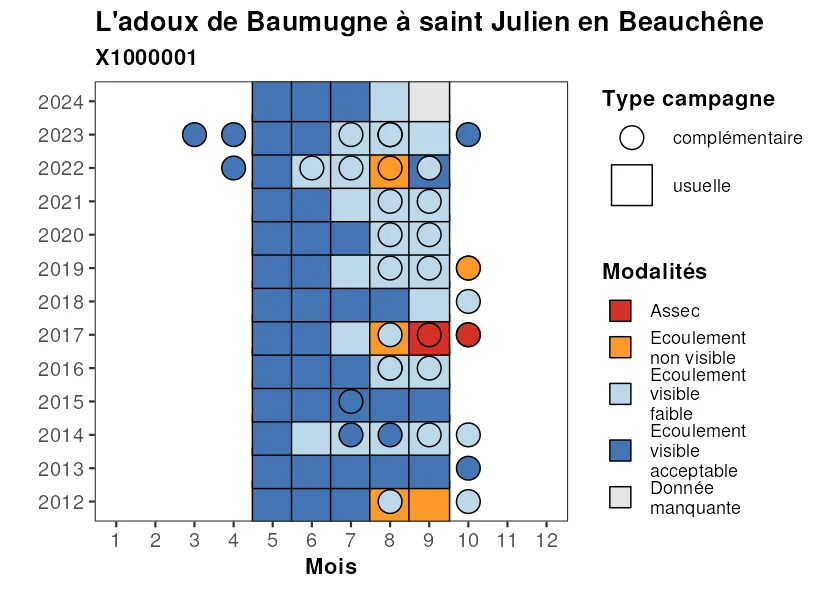 L'adoux de Baumugne à saint Julien en Beauchêne
X1000001
2024
2023
2022
2021
2020
2019
2018
2017
2016
2015
2014
2013
2012
1 2 3 4 5 6 7 8 9 10 11 12
Mois
Type campagne
complémentaire
usuelle
Modalités
Assec
Ecoulement
non visible
Ecoulement
visible
faible
Ecoulement
visible
acceptable
Donnée
manquante